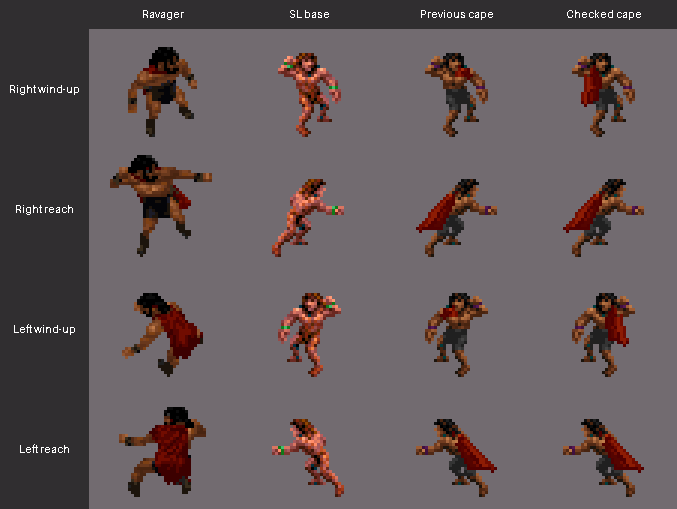 Ravager SL base Previous cape Checked cape
Right wind-up
Right reach
Left wind-up
Left reach